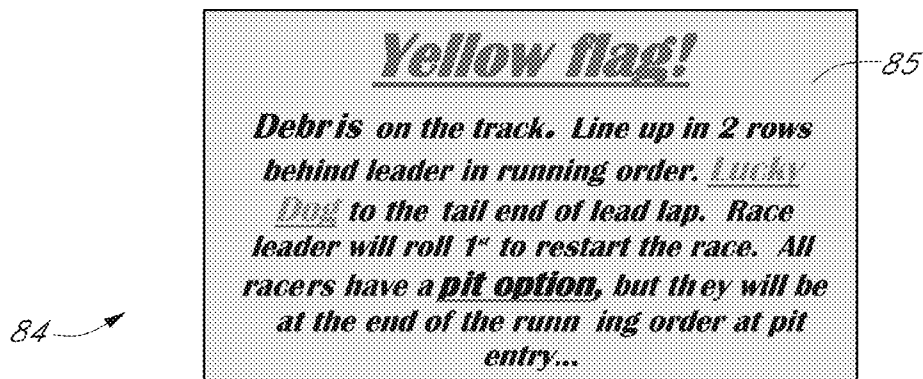 Yellow flag!
85
Debris on the track. Line up in 2 rows
behind leader in running order. Lucky
Dog to the tail end of lead lap. Race
leader will roll 1st to restart the race. All
racers have a pit option, but they will be
84
at the end of the runn ing order at pit
entry...